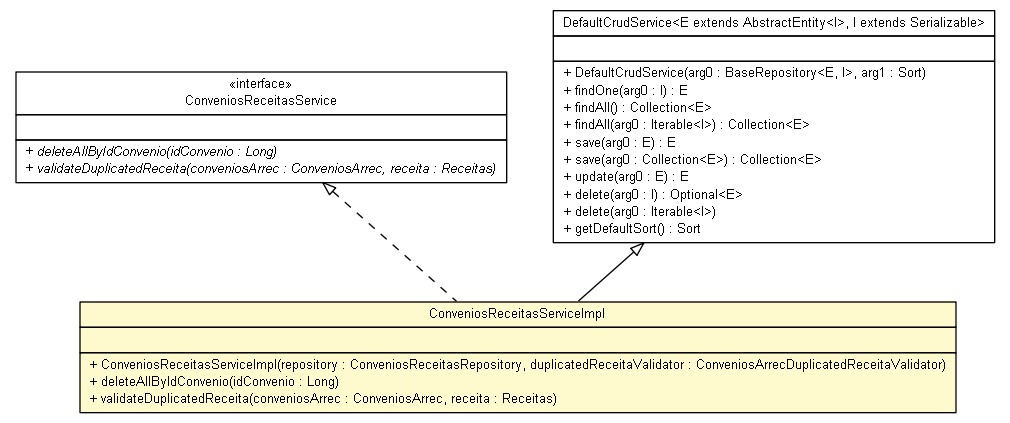 DefaultCrudService<E extends AbstractEntity<I>, I extends Serializable>
+ DefaultCrudService(arg0 : BaseRepository<E, I>, arg1 : Sort)
+ findOne(arg0 : I) : E
+ findAll() : Collection<E>
+ findAll(arg0 : Iterable<I>) : Collection<E>
+ save(arg0 : E) : E
+ save(arg0 : Collection<E>) : Collection<E>
+ update(arg0 : E) : E
+ delete(arg0 : I) : Optional<E>
+ delete(arg0 : Iterable<I>)
+ getDefaultSort() : Sort
«interface»
ConveniosReceitasService
+ deleteAllByIdConvenio(idConvenio : Long)
+ validateDuplicatedReceita(conveniosArrec : ConveniosArrec, receita : Receitas)
ConveniosReceitasServiceImpl
+ ConveniosReceitasServiceImpl(repository : ConveniosReceitasRepository, duplicatedReceitaValidator : ConveniosArrecDuplicatedReceitaValidator)
+ deleteAllByIdConvenio(idConvenio : Long)
+ validateDuplicatedReceita(conveniosArrec : ConveniosArrec, receita : Receitas)